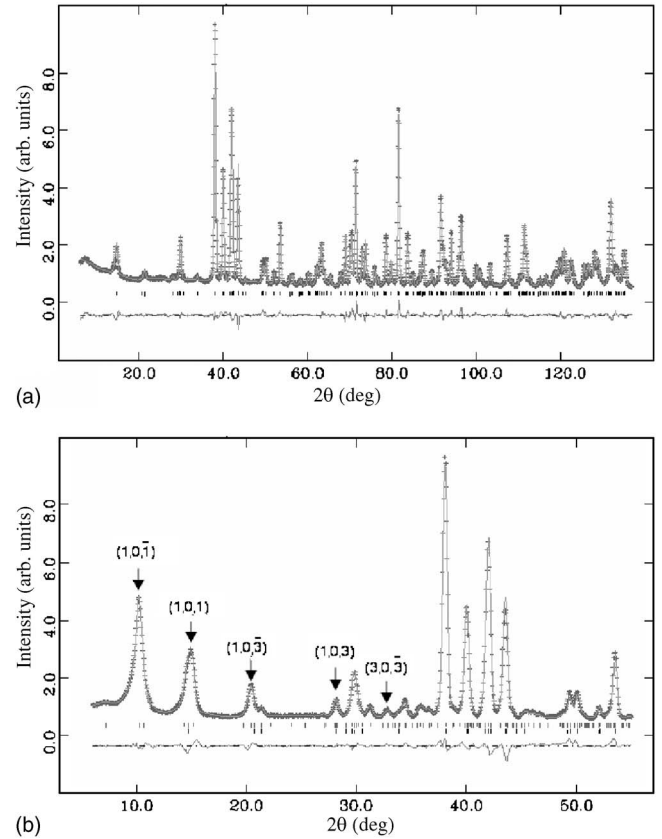 8.0
6.0
4.0
2.0
0.0
Intensity (arb. units)
20.0 40.0 60.0 80.0 100.0 120.0
2θ (deg)
(a)
8.0
6.0
4.0
2.0
0.0
Intensity (arb. units)
(1,0,1̅)
(1,0,1)
(1,0,3̅)
(1,0,3)
(3,0,3̅)
10.0 20.0 30.0 40.0 50.0
2θ (deg)
(b)